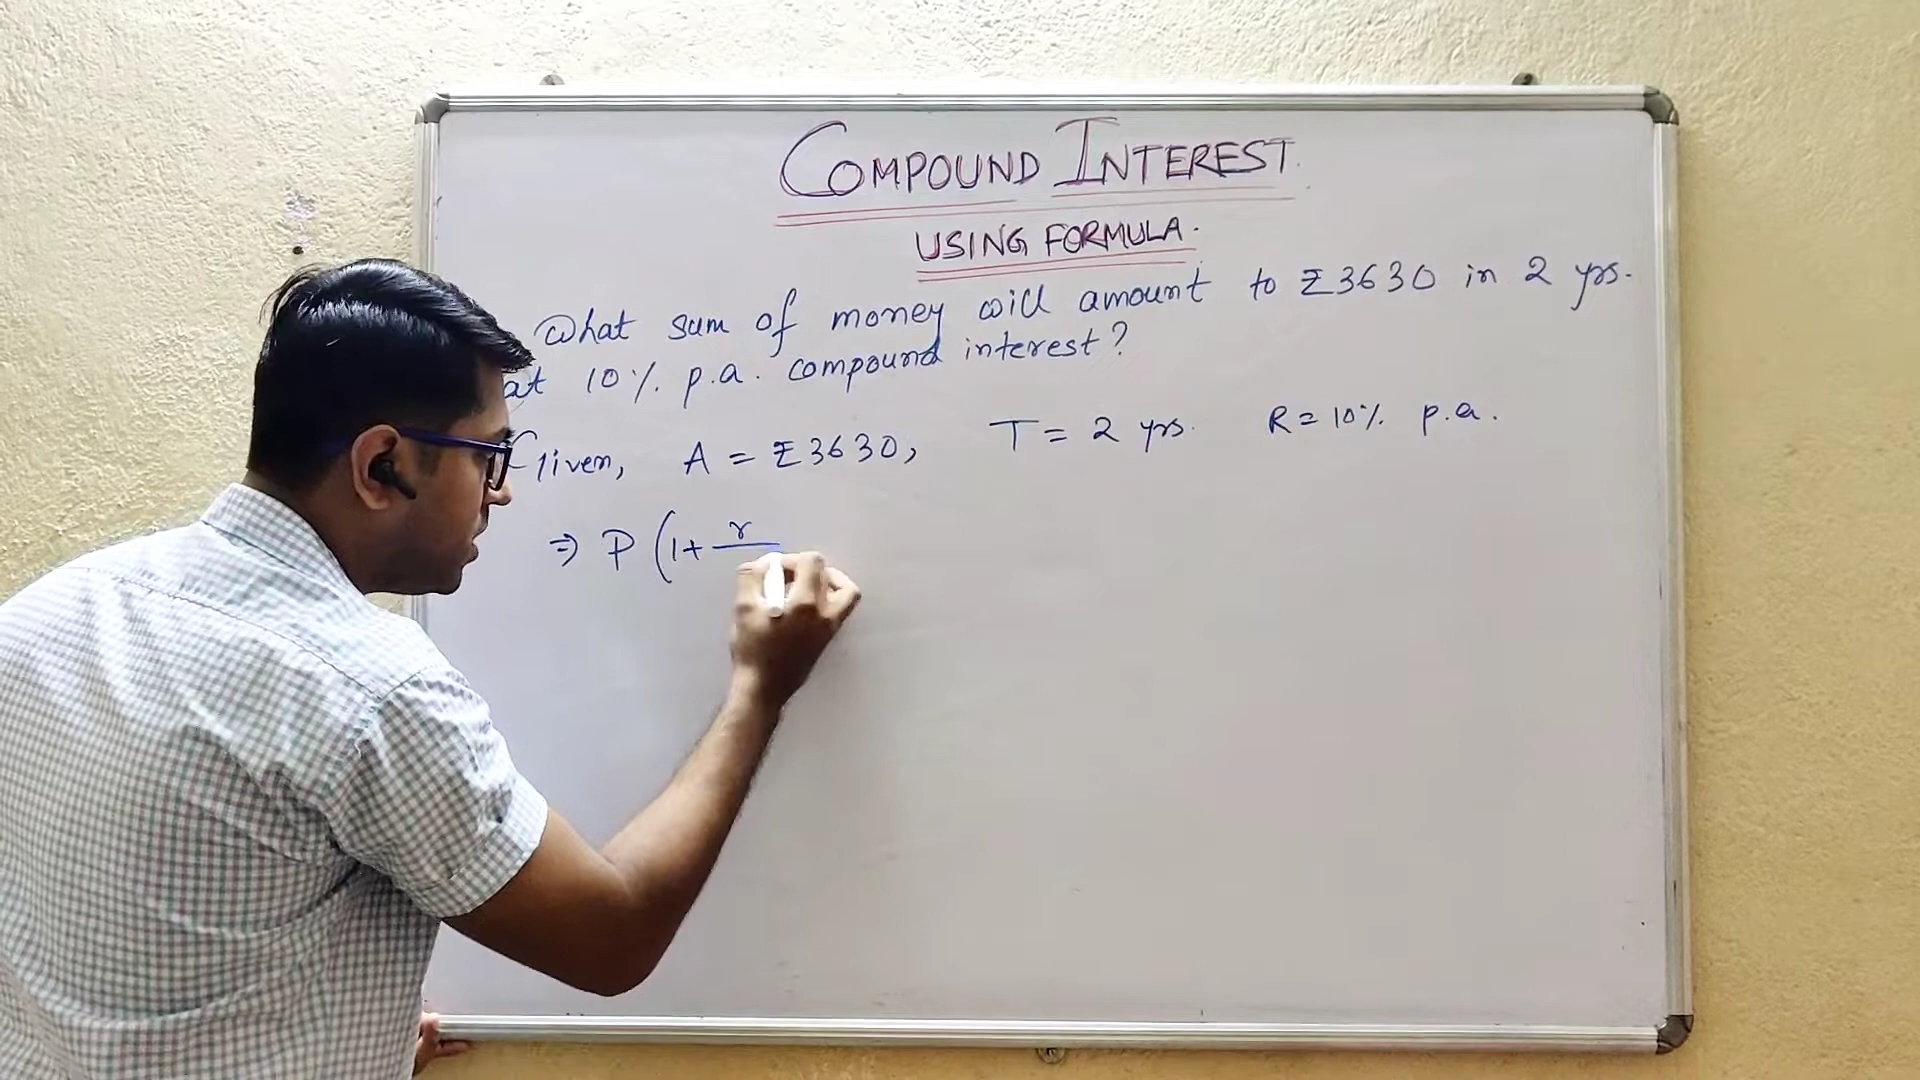 COMPOUND INTEREST.
USING FORMULA.
What sum of money will amount to ₹3630 in 2 yrs.
at 10%. p.a. compound interest?
Given, A = ₹3630, T = 2 yrs. R = 10% p.a.
⇒ P (1+ r